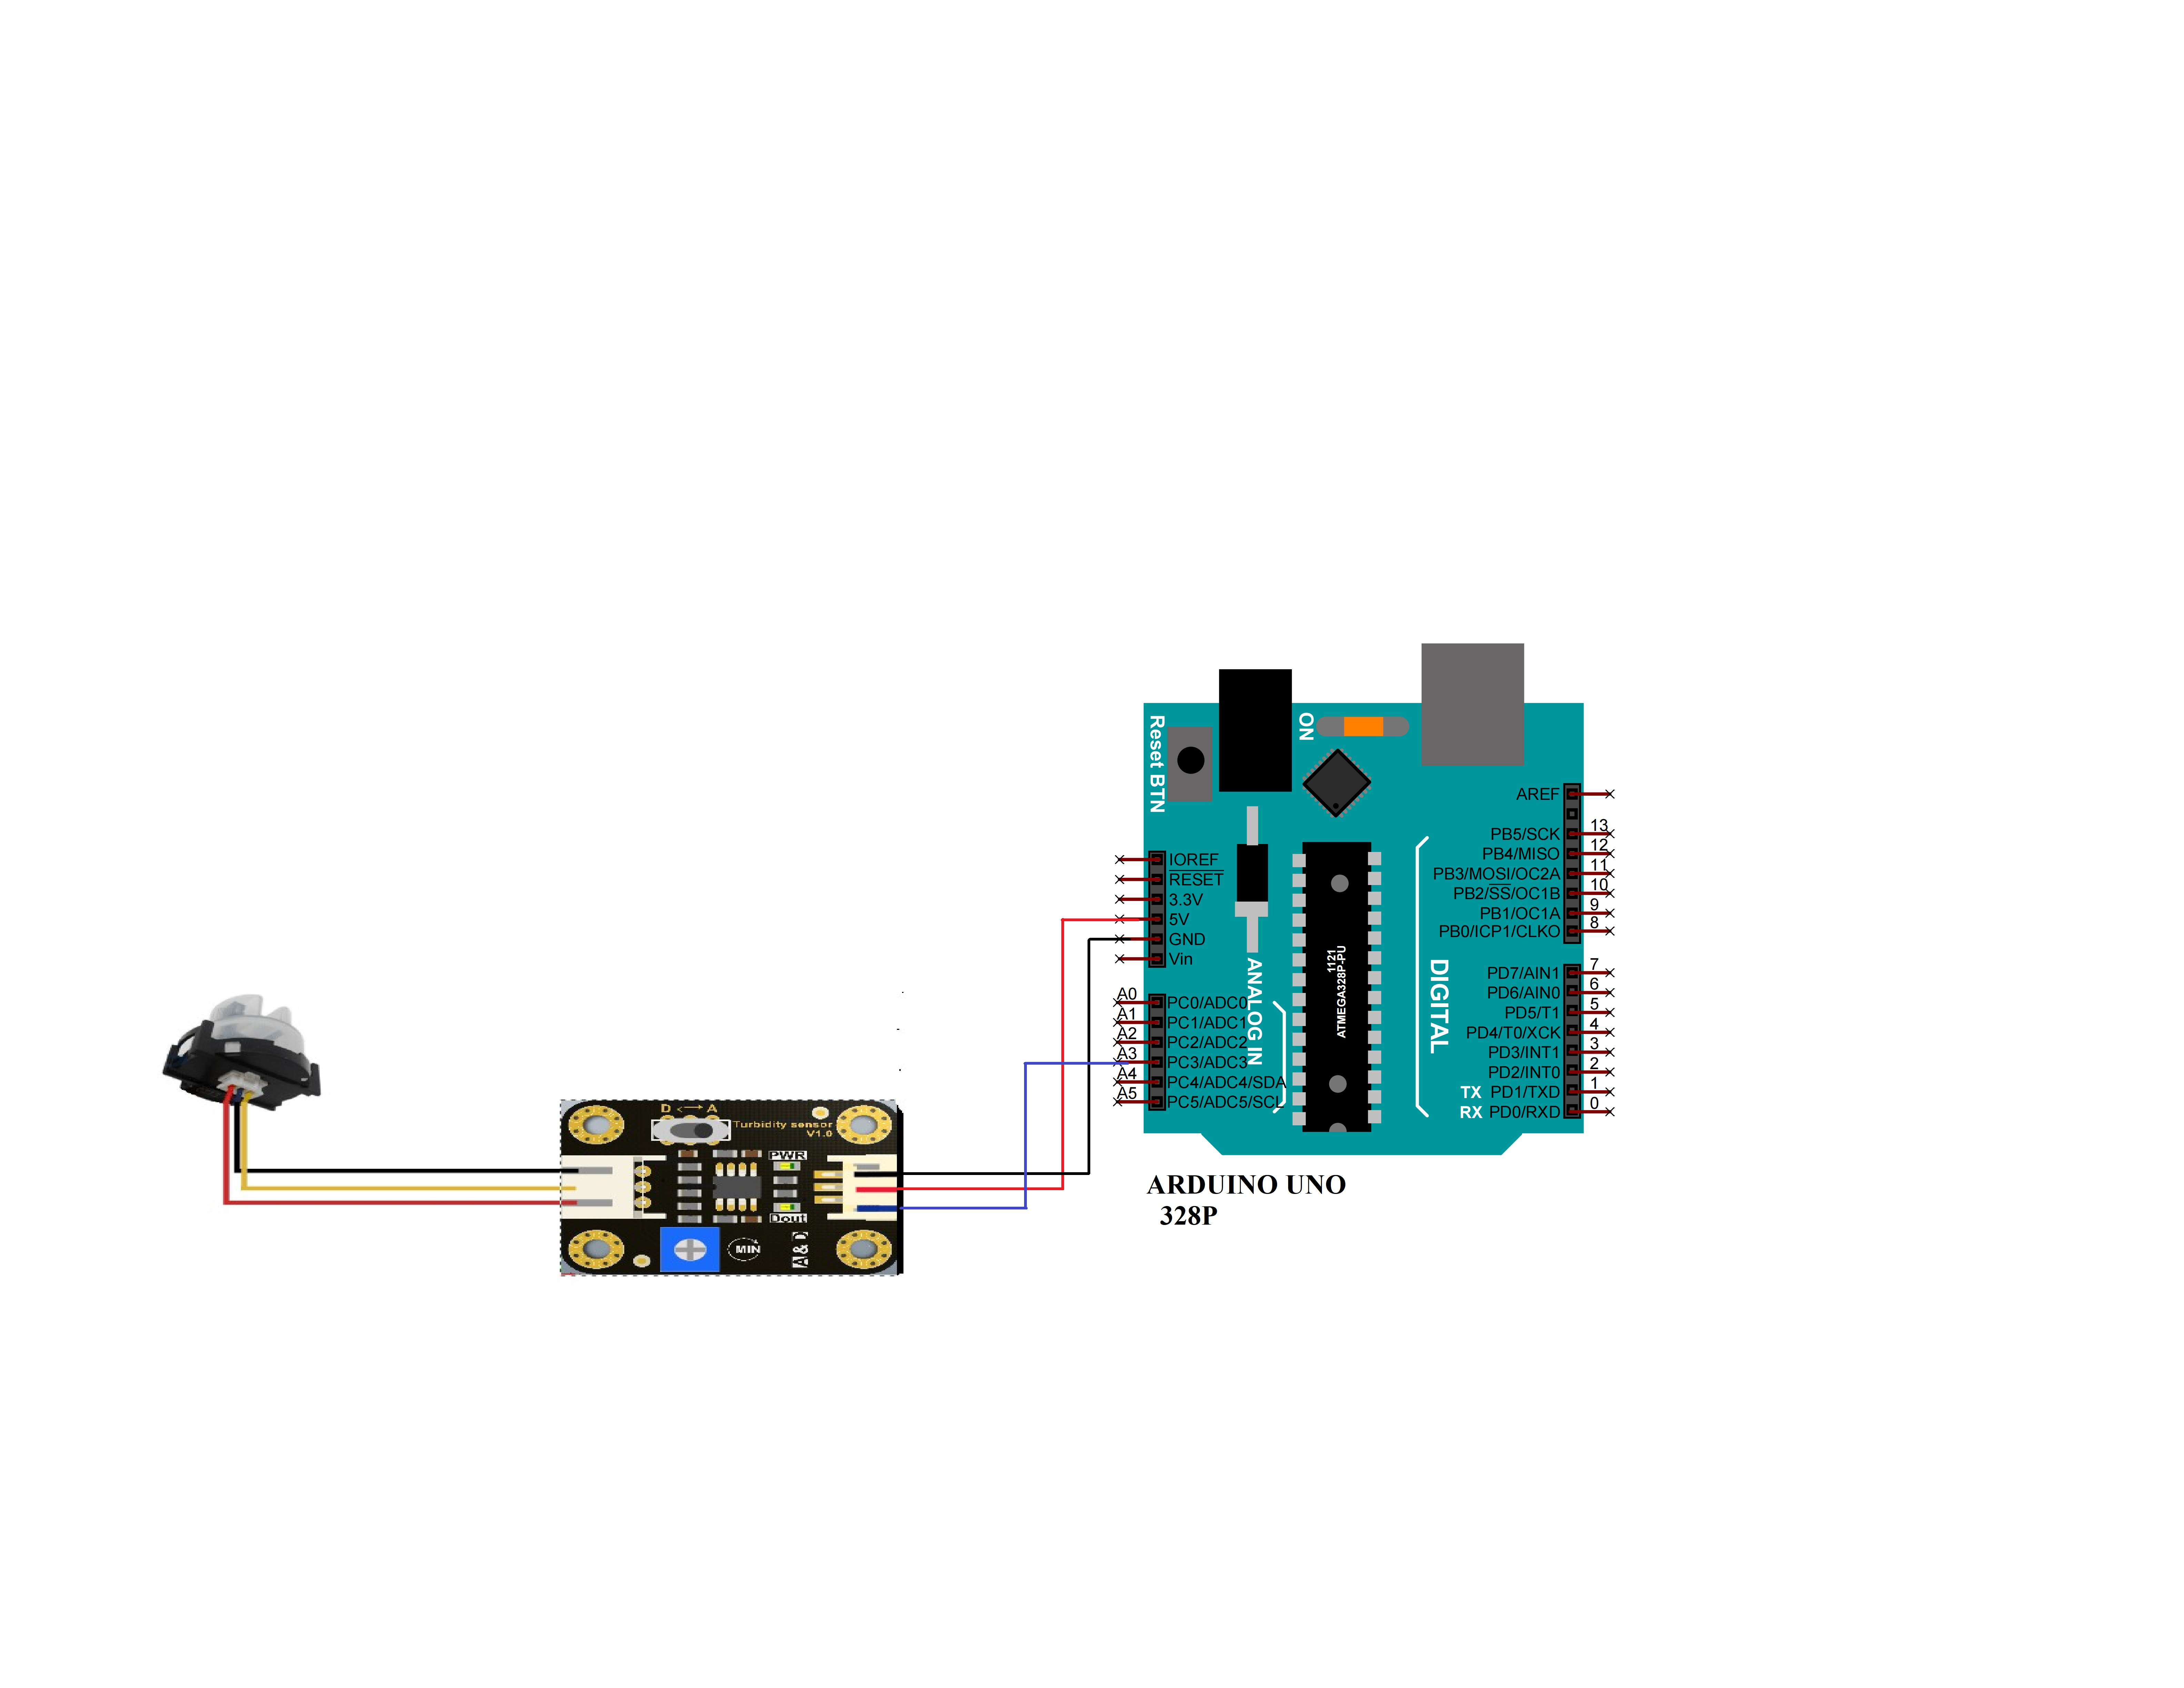 D ⟷ A
Turbidity sensor
V1.0
PWR
Dout
MIN
A & D
Reset BTN
ON
IOREF
RESET
3.3V
5V
GND
Vin
A0 PC0/ADC0
A1 PC1/ADC1
A2 PC2/ADC2
A3 PC3/ADC3
A4 PC4/ADC4/SDA
A5 PC5/ADC5/SCL
ANALOG IN
1121
ATMEGA328P-PU
DIGITAL
AREF
PB5/SCK 13
PB4/MISO 12
PB3/MOSI/OC2A 11
PB2/SS/OC1B 10
PB1/OC1A 9
PB0/ICP1/CLKO 8
PD7/AIN1 7
PD6/AIN0 6
PD5/T1 5
PD4/T0/XCK 4
PD3/INT1 3
PD2/INT0 2
TX PD1/TXD 1
RX PD0/RXD 0
ARDUINO UNO
328P